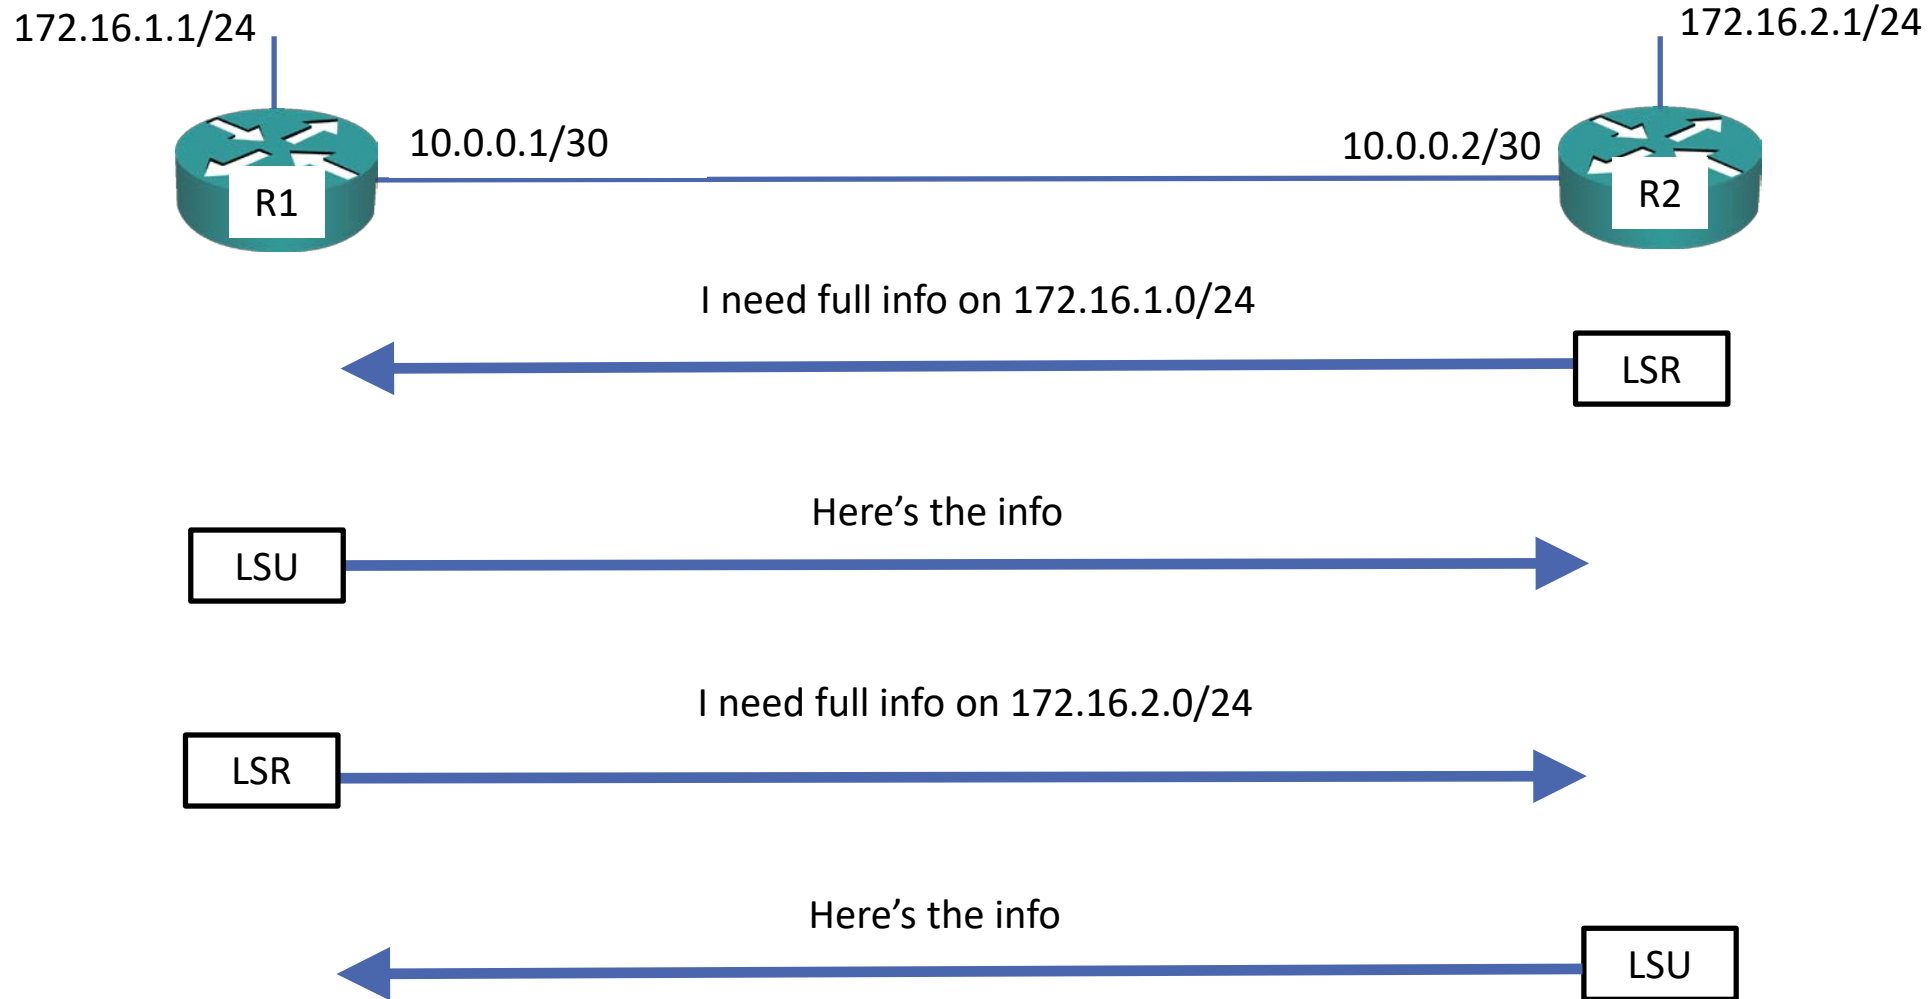 172.16.1.1/24
172.16.2.1/24
10.0.0.1/30
10.0.0.2/30
R1
R2
I need full info on 172.16.1.0/24
LSR
Here’s the info
LSU
I need full info on 172.16.2.0/24
LSR
Here’s the info
LSU